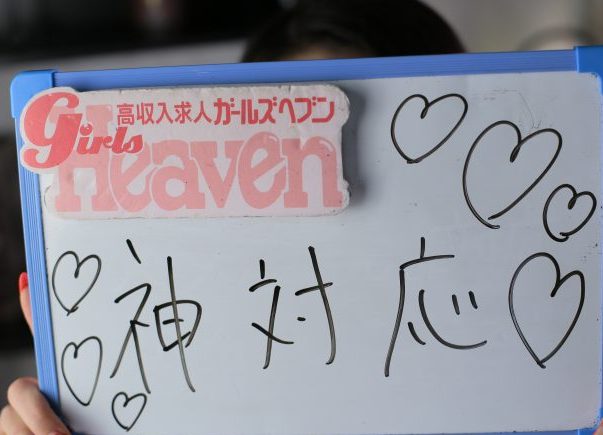 高収入求人ガールズヘブン
Girls
Heaven
神対応